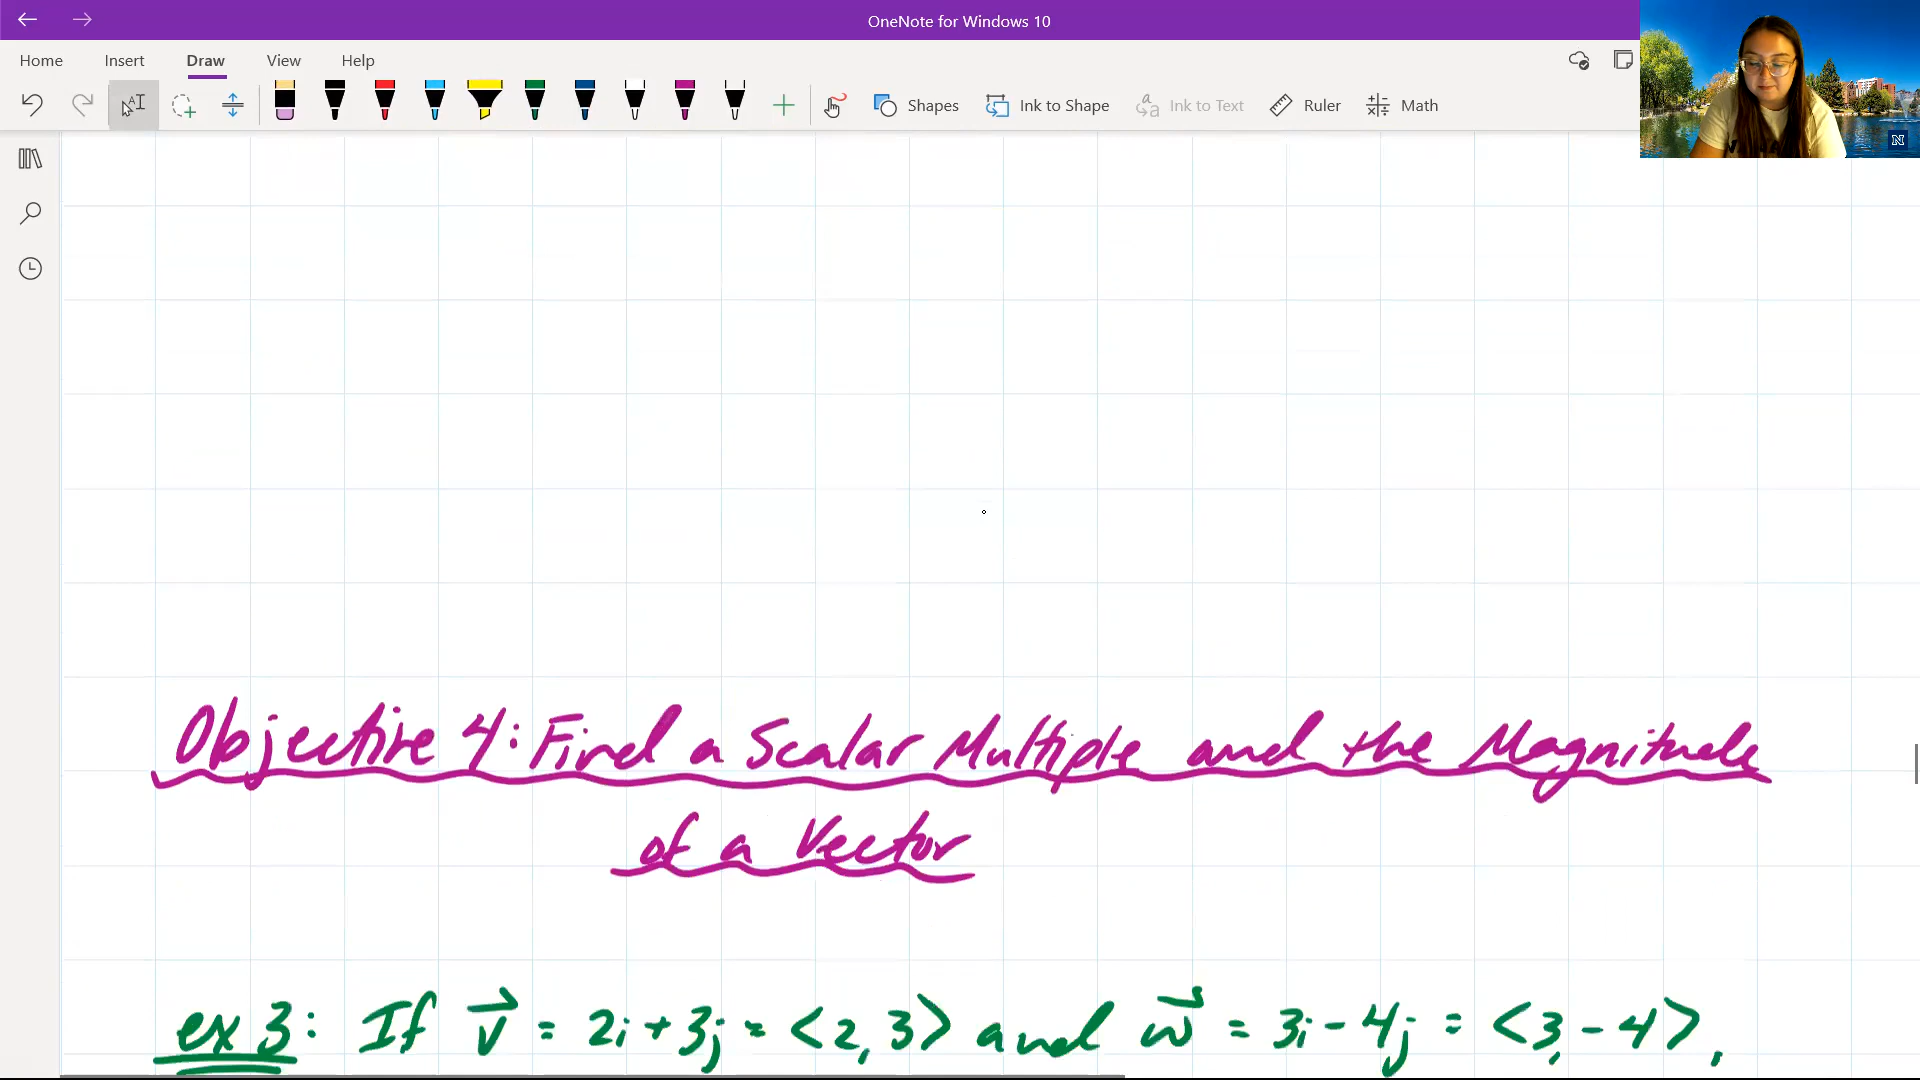 OneNote for Windows 10
Home Insert Draw View Help
Shapes Ink to Shape Ink to Text Ruler Math
N
Objective 4: Find a Scalar Multiple and the Magnitude
of a Vector
ex 3: If v⃗ = 2i + 3j = <2, 3> and w⃗ = 3i - 4j = <3, -4>,